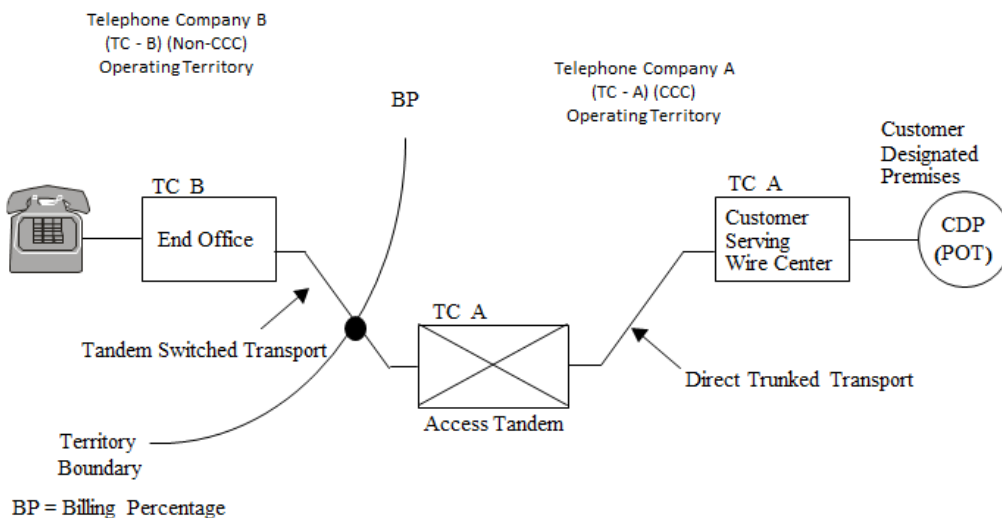 Telephone Company B
(TC - B) (Non-CCC)
Operating Territory
Telephone Company A
(TC - A) (CCC)
Operating Territory
BP
Customer
Designated
Premises
TC B
End Office
TC A
Customer
Serving
Wire Center
CDP
(POT)
TC A
Tandem Switched Transport
Direct Trunked Transport
Access Tandem
Territory
Boundary
BP = Billing Percentage